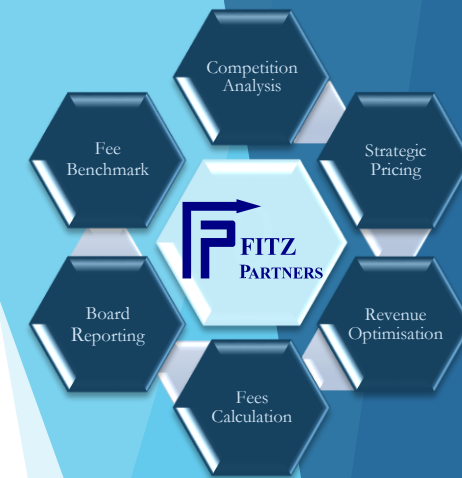 Competition
Analysis
Fee
Benchmark
Strategic
Pricing
FITZ
PARTNERS
Board
Reporting
Revenue
Optimisation
Fees
Calculation